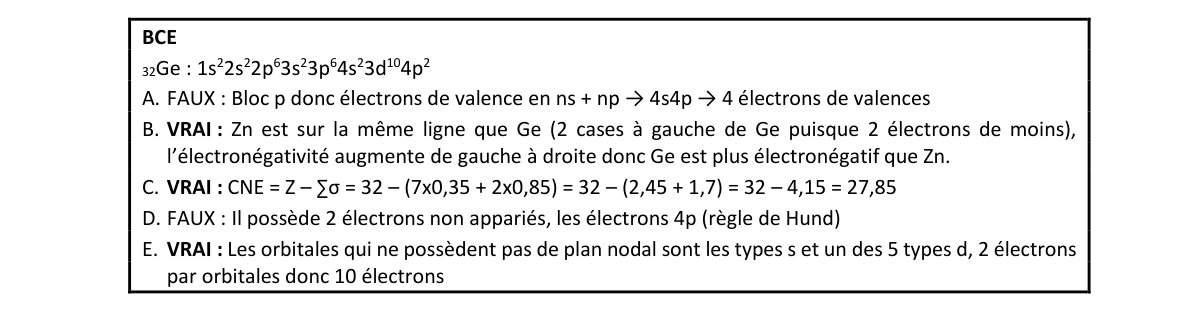 BCE
₃₂Ge : 1s²2s²2p⁶3s²3p⁶4s²3d¹⁰4p²
A. FAUX : Bloc p donc électrons de valence en ns + np → 4s4p → 4 électrons de valences
B. VRAI : Zn est sur la même ligne que Ge (2 cases à gauche de Ge puisque 2 électrons de moins),
l’électronégativité augmente de gauche à droite donc Ge est plus électronégatif que Zn.
C. VRAI : CNE = Z – ∑σ = 32 – (7x0,35 + 2x0,85) = 32 – (2,45 + 1,7) = 32 – 4,15 = 27,85
D. FAUX : Il possède 2 électrons non appariés, les électrons 4p (règle de Hund)
E. VRAI : Les orbitales qui ne possèdent pas de plan nodal sont les types s et un des 5 types d, 2 électrons
par orbitales donc 10 électrons